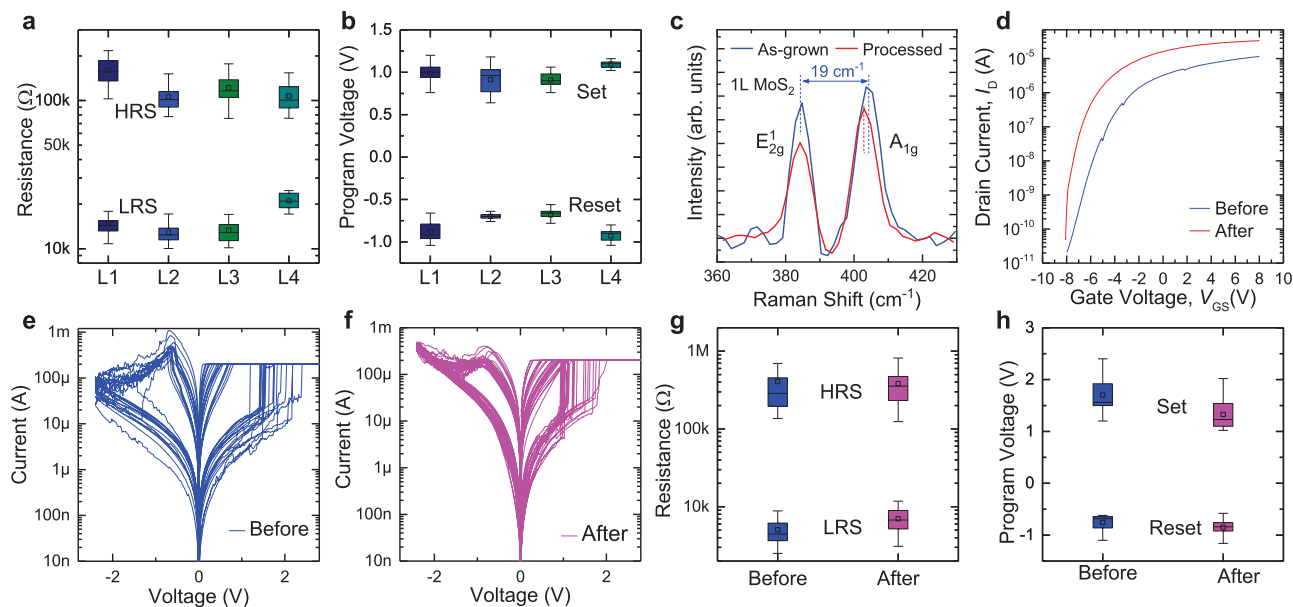 a
Resistance (Ω)
100k
50k
10k
HRS
LRS
L1 L2 L3 L4
b
Program Voltage (V)
1.5
1.0
0.5
0.0
-0.5
-1.0
Set
Reset
L1 L2 L3 L4
c
Intensity (arb. units)
As-grown Processed
19 cm⁻¹
1L MoS₂
E¹₂g
A₁g
360 380 400 420
Raman Shift (cm⁻¹)
d
Drain Current, I_D (A)
10⁻⁵
10⁻⁶
10⁻⁷
10⁻⁸
10⁻⁹
10⁻¹⁰
10⁻¹¹
Before
After
-10 -8 -6 -4 -2 0 2 4 6 8 10
Gate Voltage, V_GS(V)
e
Current (A)
1m
100µ
10µ
1µ
100n
10n
Before
-2 0 2
Voltage (V)
f
Current (A)
1m
100µ
10µ
1µ
100n
10n
After
-2 0 2
Voltage (V)
g
Resistance (Ω)
1M
100k
10k
HRS
LRS
Before After
h
Program Voltage (V)
3
2
1
0
-1
Set
Reset
Before After